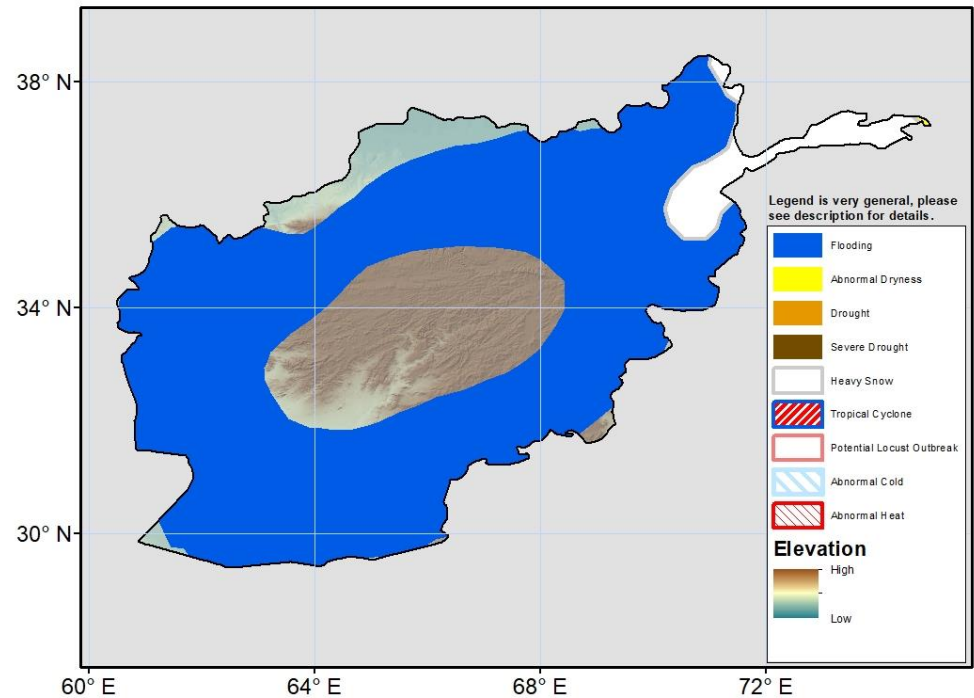 38° N
34° N
30° N
60° E
64° E
68° E
72° E
Legend is very general, please
see description for details.
Flooding
Abnormal Dryness
Drought
Severe Drought
Heavy Snow
Tropical Cyclone
Potential Locust Outbreak
Abnormal Cold
Abnormal Heat
Elevation
High
Low